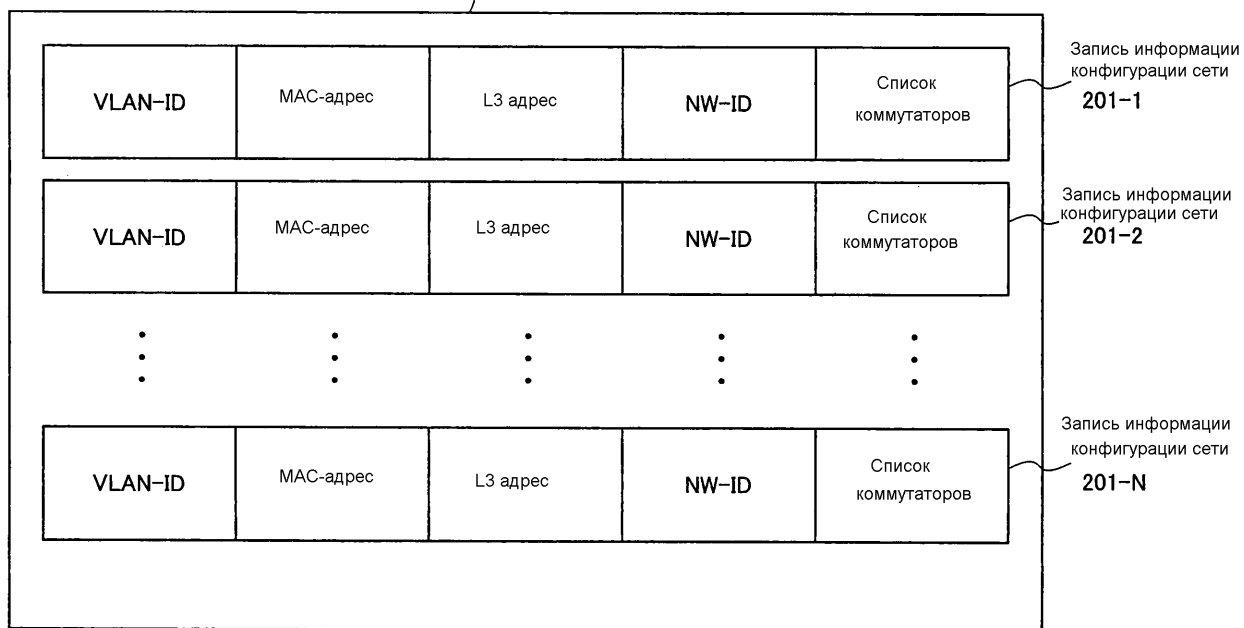 Запись информации
конфигурации сети
201-1
VLAN-ID
MAC-адрес
L3 адрес
NW-ID
Список
коммутаторов
Запись информации
конфигурации сети
201-2
VLAN-ID
MAC-адрес
L3 адрес
NW-ID
Список
коммутаторов
Запись информации
конфигурации сети
201-N
VLAN-ID
MAC-адрес
L3 адрес
NW-ID
Список
коммутаторов